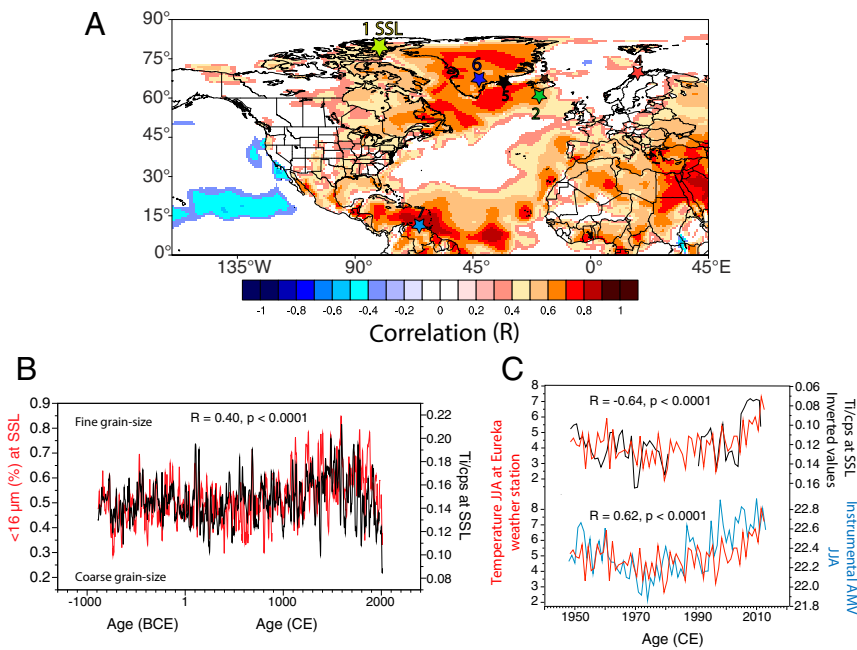 A
1 SSL
90°
75°
60°
45°
30°
15°
0°
6
3
4
5
2
7
135°W
90°
45°
0°
45°E
-1 -0.8 -0.6 -0.4 -0.2 0 0.2 0.4 0.6 0.8 1
Correlation (R)
B
<16 µm (%) at SSL
0.9
0.8
0.7
0.6
0.5
0.4
0.3
0.2
Fine grain-size
R = 0.40, p < 0.0001
Coarse grain-size
0.22
0.20
0.18
0.16
0.14
0.12
0.10
0.08
Ti/cps at SSL
-1000 1 1000 2000
Age (BCE) Age (CE)
C
Temperature JJA at Eureka
weather station
8
7
6
5
4
3
2
R = -0.64, p < 0.0001
0.06
0.08
0.10
0.12
0.14
0.16
Ti/cps at SSL
Inverted values
8
7
6
5
4
3
2
R = 0.62, p < 0.0001
22.8
22.6
22.4
22.2
22.0
21.8
Instrumental AMV
JJA
1950 1970 1990 2010
Age (CE)